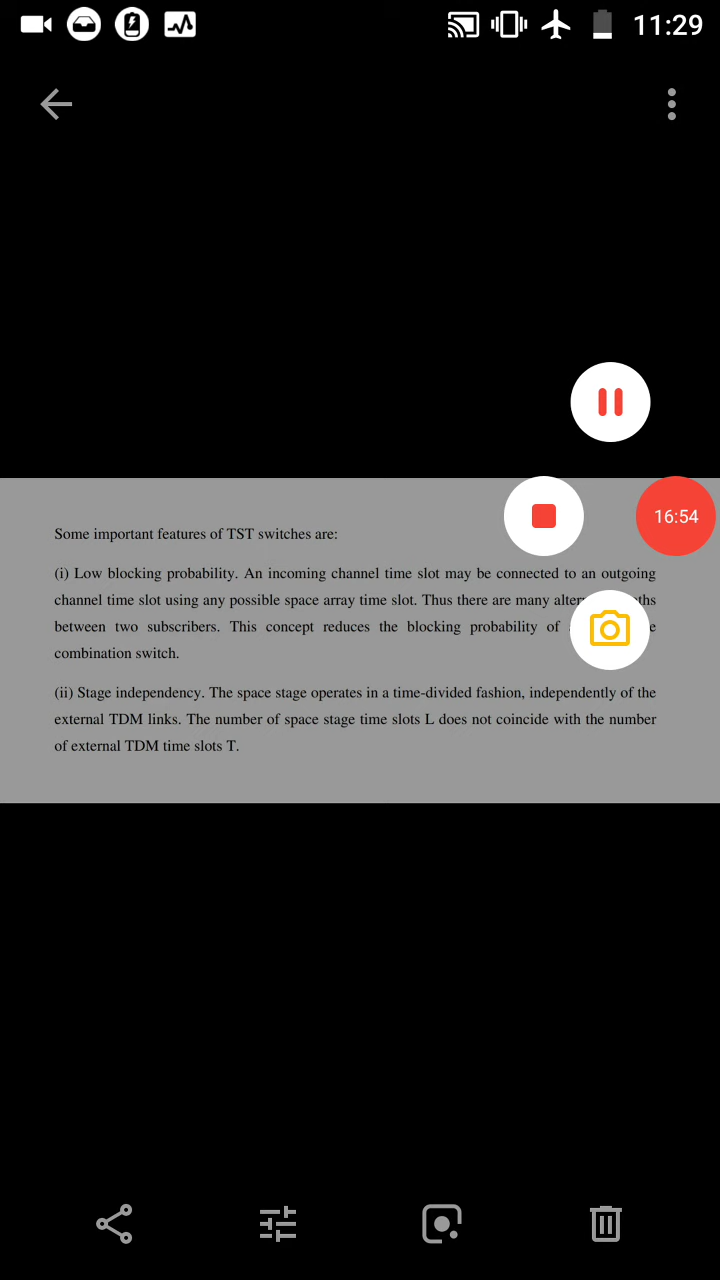 11:29
16:54
Some important features of TST switches are:
(i) Low blocking probability. An incoming channel time slot may be connected to an outgoing
channel time slot using any possible space array time slot. Thus there are many
between two subscribers. This concept reduces the blocking probability of
combination switch.
(ii) Stage independency. The space stage operates in a time-divided fashion, independently of the
external TDM links. The number of space stage time slots L does not coincide with the number
of external TDM time slots T.